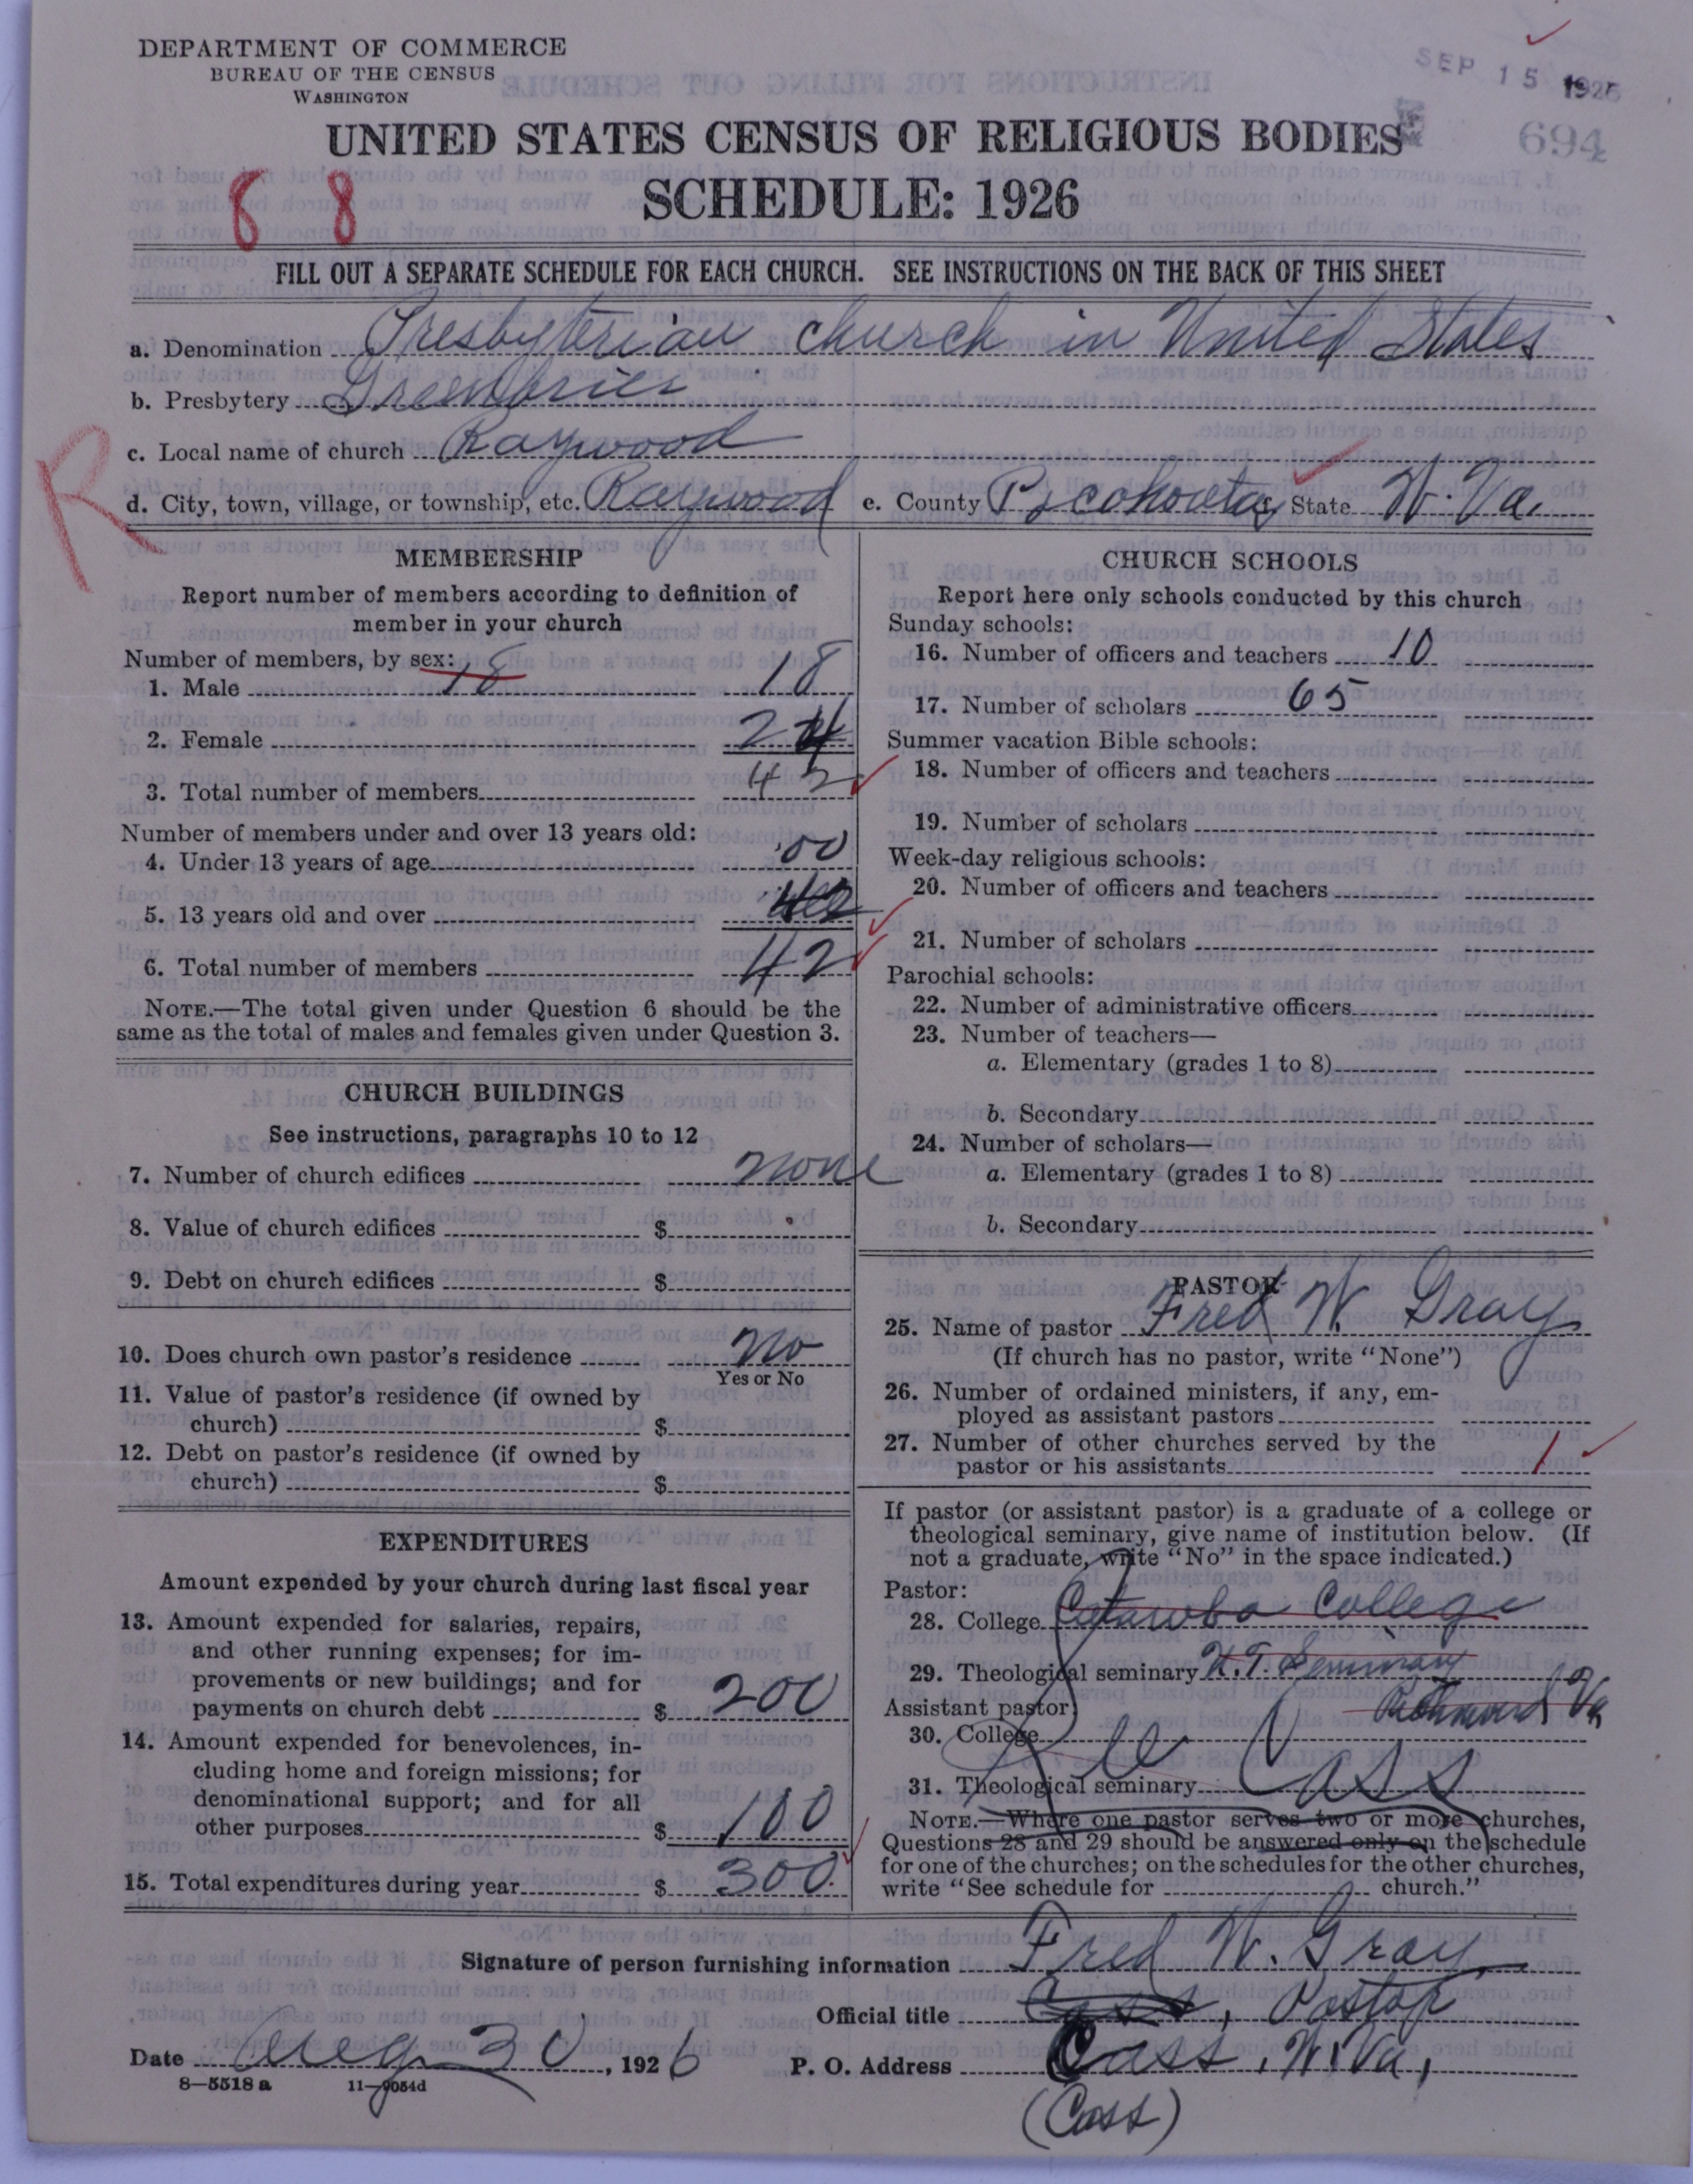 DEPARTMENT OF COMMERCE
BUREAU OF THE CENSUS
WASHINGTON
SEP 15 1926
694
UNITED STATES CENSUS OF RELIGIOUS BODIES
SCHEDULE: 1926
8 8
FILL OUT A SEPARATE SCHEDULE FOR EACH CHURCH. SEE INSTRUCTIONS ON THE BACK OF THIS SHEET
a. Denomination Presbyterian church in United States
b. Presbytery Greenbrier
c. Local name of church Raywood
R
d. City, town, village, or township, etc. Raywood e. County Pocahontas State W. Va.
MEMBERSHIP
Report number of members according to definition of
member in your church
Number of members, by sex:
1. Male 18 18
2. Female 24
3. Total number of members 42
Number of members under and over 13 years old:
4. Under 13 years of age 00
5. 13 years old and over 42
6. Total number of members 42
NOTE.—The total given under Question 6 should be the
same as the total of males and females given under Question 3.
CHURCH BUILDINGS
See instructions, paragraphs 10 to 12
7. Number of church edifices none
8. Value of church edifices $
9. Debt on church edifices $
10. Does church own pastor's residence No
Yes or No
11. Value of pastor's residence (if owned by
church) $
12. Debt on pastor's residence (if owned by
church) $
EXPENDITURES
Amount expended by your church during last fiscal year
13. Amount expended for salaries, repairs,
and other running expenses; for im-
provements or new buildings; and for
payments on church debt $ 200
14. Amount expended for benevolences, in-
cluding home and foreign missions; for
denominational support; and for all
other purposes $ 100
15. Total expenditures during year $ 300
CHURCH SCHOOLS
Report here only schools conducted by this church
Sunday schools:
16. Number of officers and teachers 10
17. Number of scholars 65
Summer vacation Bible schools:
18. Number of officers and teachers
19. Number of scholars
Week-day religious schools:
20. Number of officers and teachers
21. Number of scholars
Parochial schools:
22. Number of administrative officers
23. Number of teachers—
a. Elementary (grades 1 to 8)
b. Secondary
24. Number of scholars—
a. Elementary (grades 1 to 8)
b. Secondary
PASTOR
25. Name of pastor Fred W. Gray
(If church has no pastor, write "None")
26. Number of ordained ministers, if any, em-
ployed as assistant pastors
27. Number of other churches served by the
pastor or his assistants 1
If pastor (or assistant pastor) is a graduate of a college or
theological seminary, give name of institution below. (If
not a graduate, write "No" in the space indicated.)
Pastor:
28. College Catawba College
29. Theological seminary U. T. Seminary
Richmond Va
Assistant pastor:
30. College
31. Theological seminary
Cass
NOTE.—Where one pastor serves two or more churches,
Questions 28 and 29 should be answered only on the schedule
for one of the churches; on the schedules for the other churches,
write "See schedule for church."
Signature of person furnishing information Fred W. Gray
Official title Cass, Pastor
Date Aug 30, 1926 P. O. Address Cass, W. Va,
8—5518 a 11—9054d
(Cass)